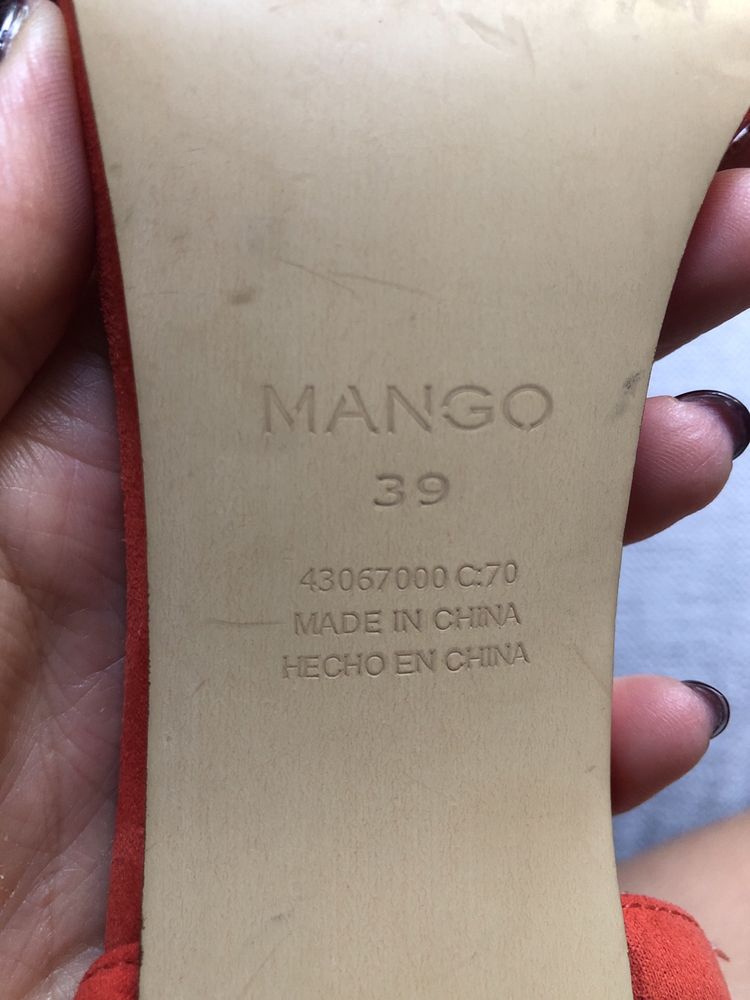 MANGO
39
43067000 C:70
MADE IN CHINA
HECHO EN CHINA